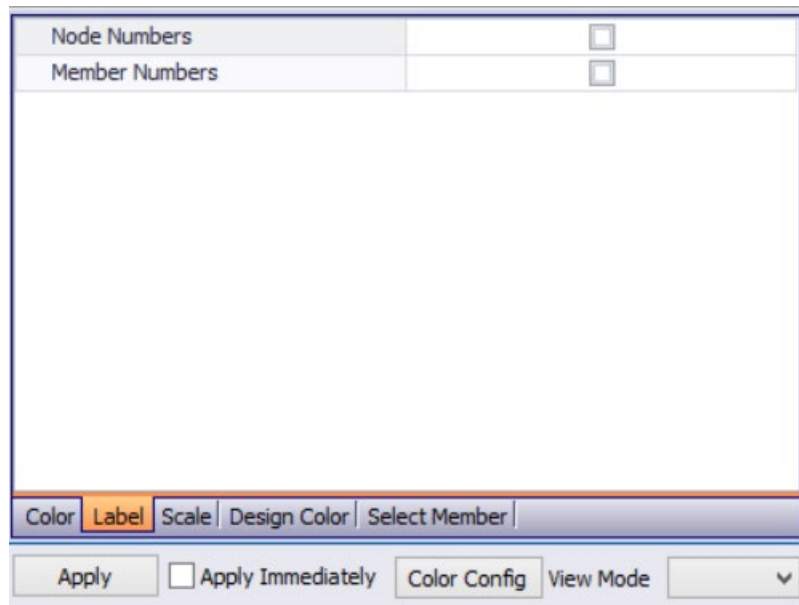 Node Numbers
Member Numbers
Color Label Scale Design Color Select Member
Apply Apply Immediately Color Config View Mode